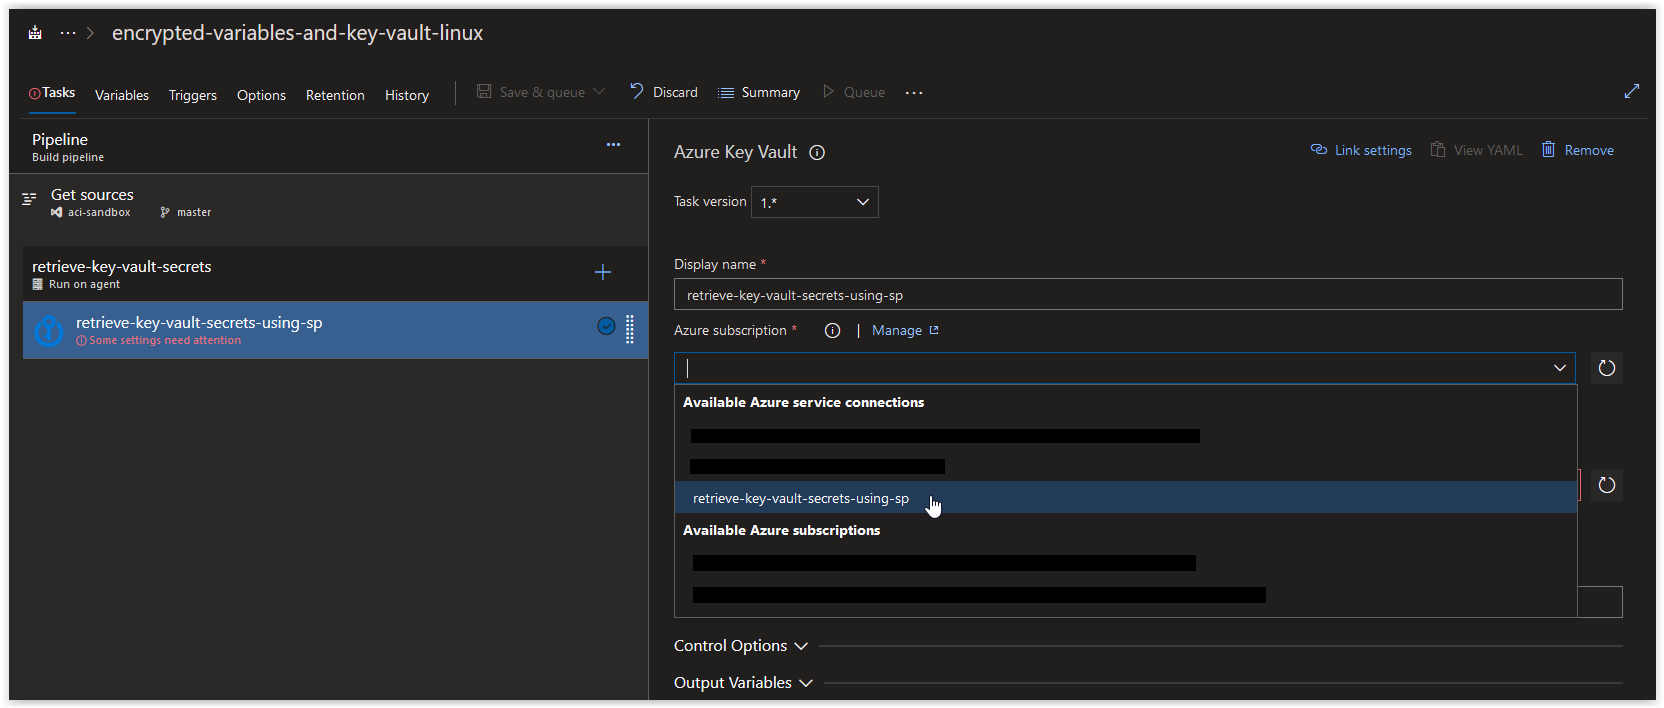 ··· > encrypted-variables-and-key-vault-linux
Tasks Variables Triggers Options Retention History Save & queue Discard Summary Queue ···
Pipeline ···
Build pipeline
Get sources
aci-sandbox master
retrieve-key-vault-secrets
Run on agent
retrieve-key-vault-secrets-using-sp
Some settings need attention
Azure Key Vault Link settings View YAML Remove
Task version 1.*
Display name *
retrieve-key-vault-secrets-using-sp
Azure subscription * | Manage
Available Azure service connections
retrieve-key-vault-secrets-using-sp
Available Azure subscriptions
Control Options
Output Variables